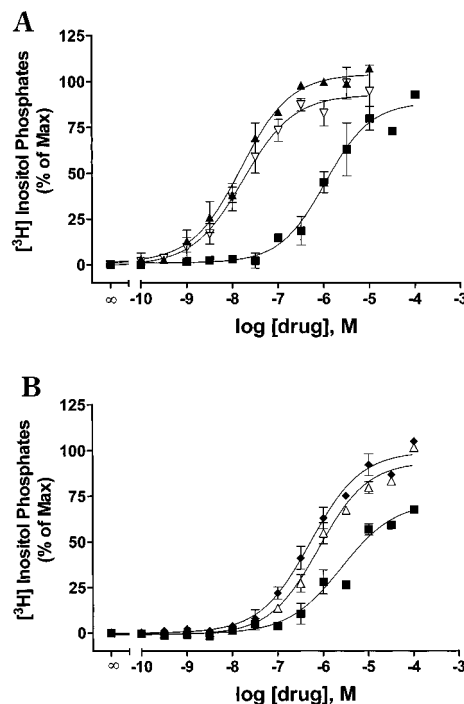 A
[³H] Inositol Phosphates
(% of Max)
125
100
75
50
25
0
∞ -10 -9 -8 -7 -6 -5 -4 -3
log [drug], M
B
[³H] Inositol Phosphates
(% of Max)
125
100
75
50
25
0
∞ -10 -9 -8 -7 -6 -5 -4 -3
log [drug], M